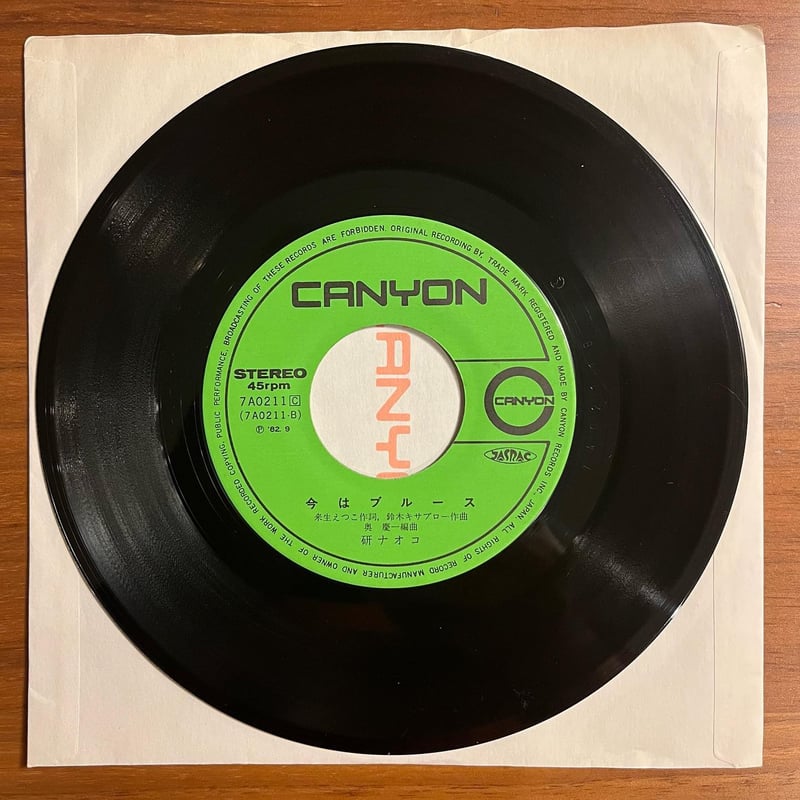 CANYON
STEREO
45rpm
7A0211 C
(7A0211-B)
Ⓟ '82. 9
CANYON
JASRAC
今はブルース
来生えつこ作詞, 鈴木キサブロー作曲
奥 慶一編曲
研ナオコ
ORIGINAL RECORDING BY, TRADE MARK REGISTERED AND MADE BY CANYON RECORDS INC., JAPAN. ALL RIGHTS OF RECORD MANUFACTURER AND OWNER OF THE WORK RECORDED. COPYING, PUBLIC PERFORMANCE, BROADCASTING OF THESE RECORDS ARE FORBIDDEN.